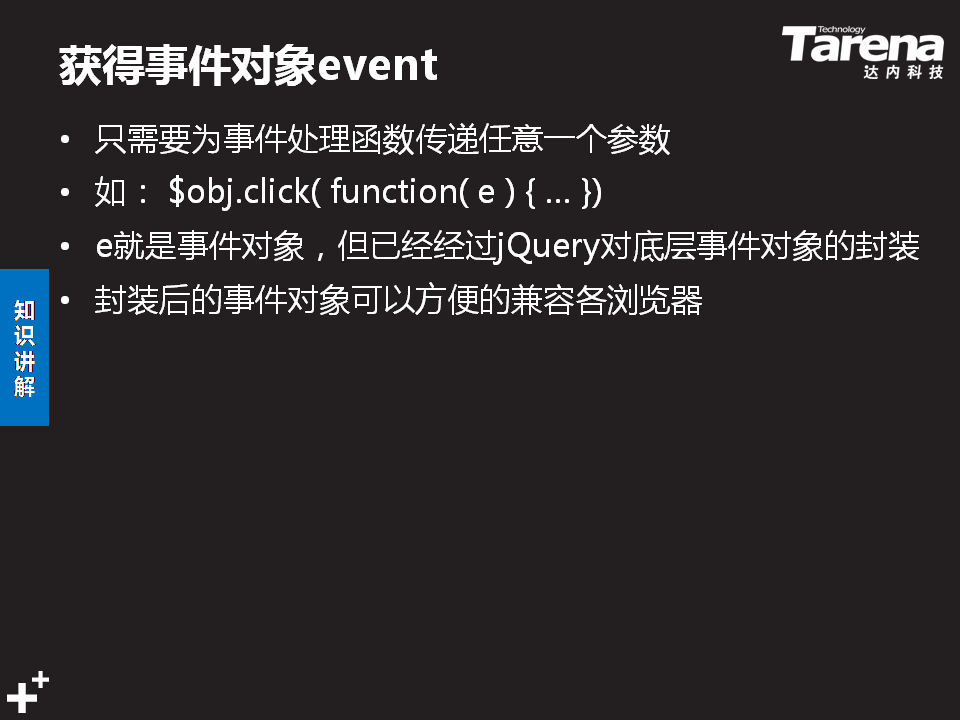 获得事件对象event
Technology
Tarena
达内科技
• 只需要为事件处理函数传递任意一个参数
• 如： $obj.click( function( e ) { … })
• e就是事件对象，但已经经过jQuery对底层事件对象的封装
• 封装后的事件对象可以方便的兼容各浏览器
知识讲解